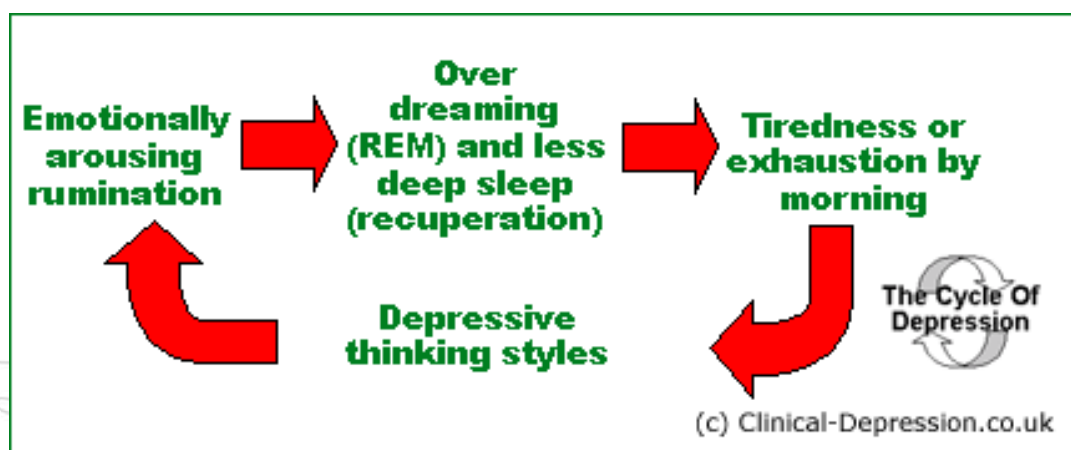 Emotionally
arousing
rumination
Over
dreaming
(REM) and less
deep sleep
(recuperation)
Tiredness or
exhaustion by
morning
Depressive
thinking styles
The Cycle Of
Depression
(c) Clinical-Depression.co.uk